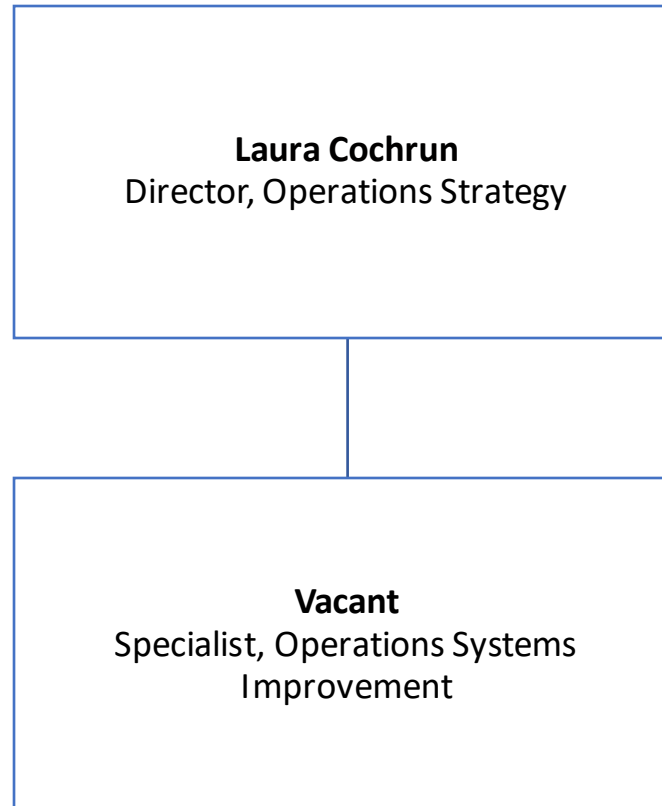 Laura Cochrun
Director, Operations Strategy
Vacant
Specialist, Operations Systems
Improvement